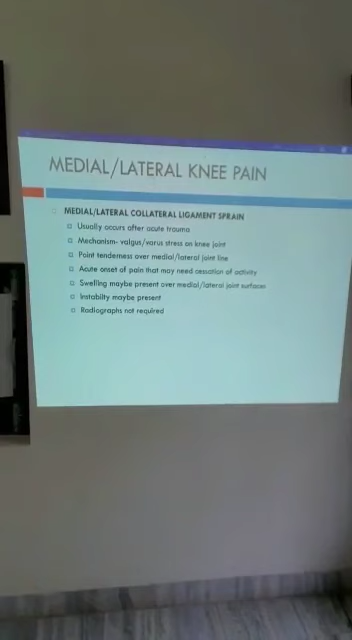 MEDIAL/LATERAL KNEE PAIN
MEDIAL/LATERAL COLLATERAL LIGAMENT SPRAIN
Usually occurs after acute trauma
Mechanism- valgus/varus stress on knee joint
Point tenderness over medial/lateral joint line
Acute onset of pain that may need cessation of activity
Swelling maybe present over medial/lateral joint surfaces
Instability maybe present
Radiographs not required